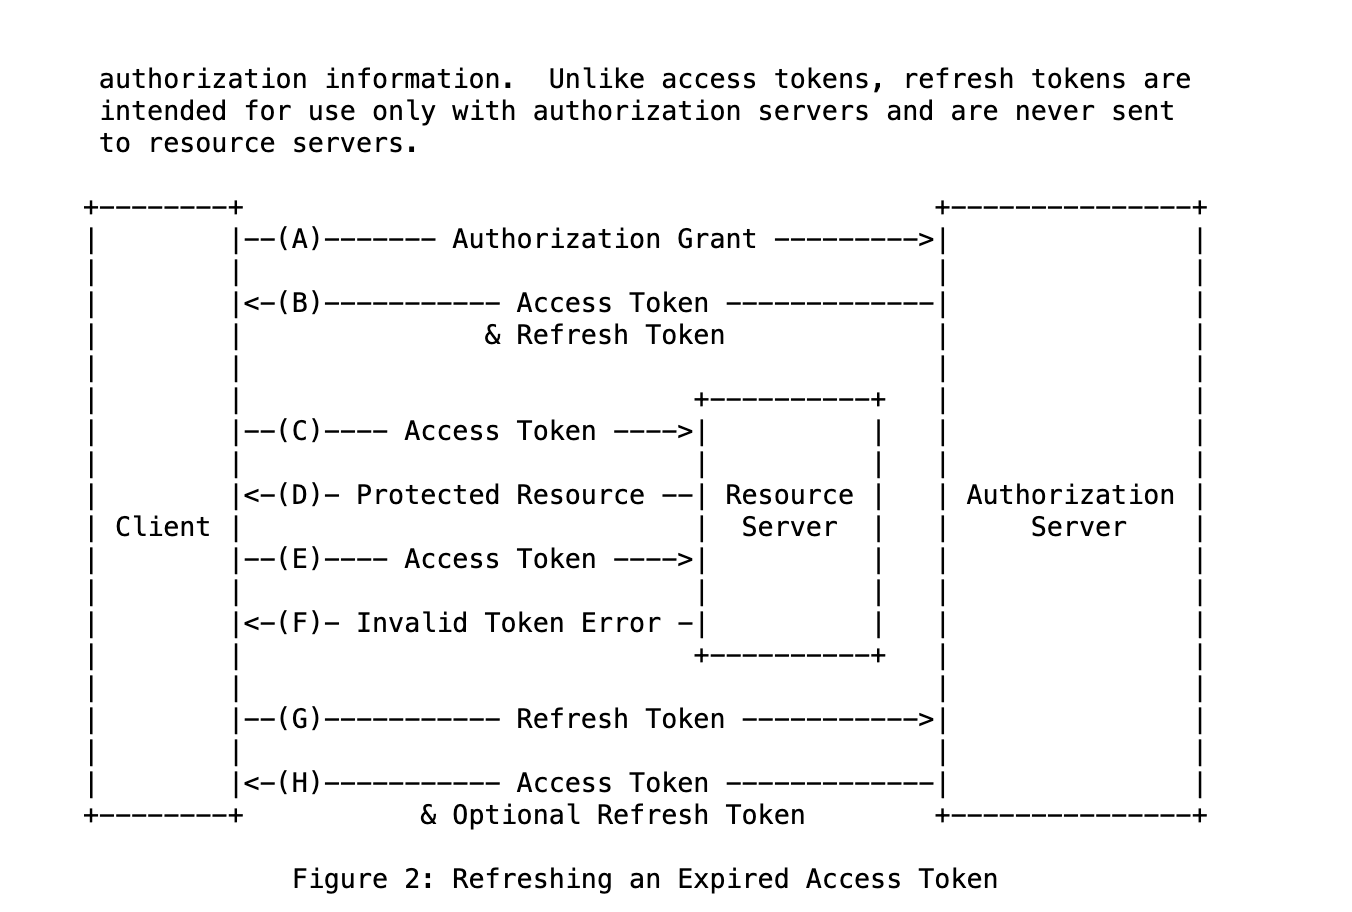 authorization information.  Unlike access tokens, refresh tokens are
intended for use only with authorization servers and are never sent
to resource servers.

+--------+                                           +---------------+
|        |--(A)------- Authorization Grant --------->|               |
|        |                                           |               |
|        |<-(B)----------- Access Token -------------|               |
|        |               & Refresh Token             |               |
|        |                                           |               |
|        |                            +----------+   |               |
|        |--(C)---- Access Token ---->|          |   |               |
|        |                            |          |   |               |
|        |<-(D)- Protected Resource --| Resource |   | Authorization |
| Client |                            |  Server  |   |     Server    |
|        |--(E)---- Access Token ---->|          |   |               |
|        |                            |          |   |               |
|        |<-(F)- Invalid Token Error -|          |   |               |
|        |                            +----------+   |               |
|        |                                           |               |
|        |--(G)----------- Refresh Token ----------->|               |
|        |                                           |               |
|        |<-(H)----------- Access Token -------------|               |
+--------+           & Optional Refresh Token        +---------------+

Figure 2: Refreshing an Expired Access Token